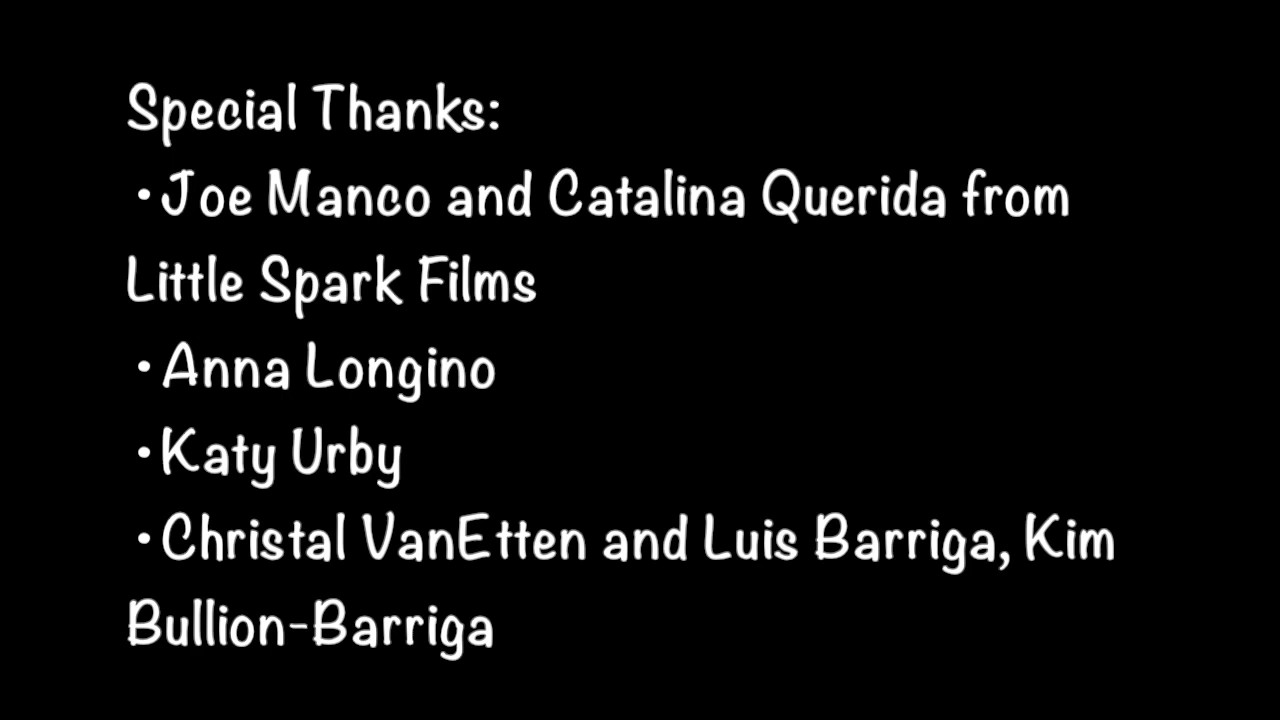 Special Thanks:
•Joe Manco and Catalina Querida from
Little Spark Films
•Anna Longino
•Katy Urby
•Christal VanEtten and Luis Barriga, Kim
Bullion-Barriga